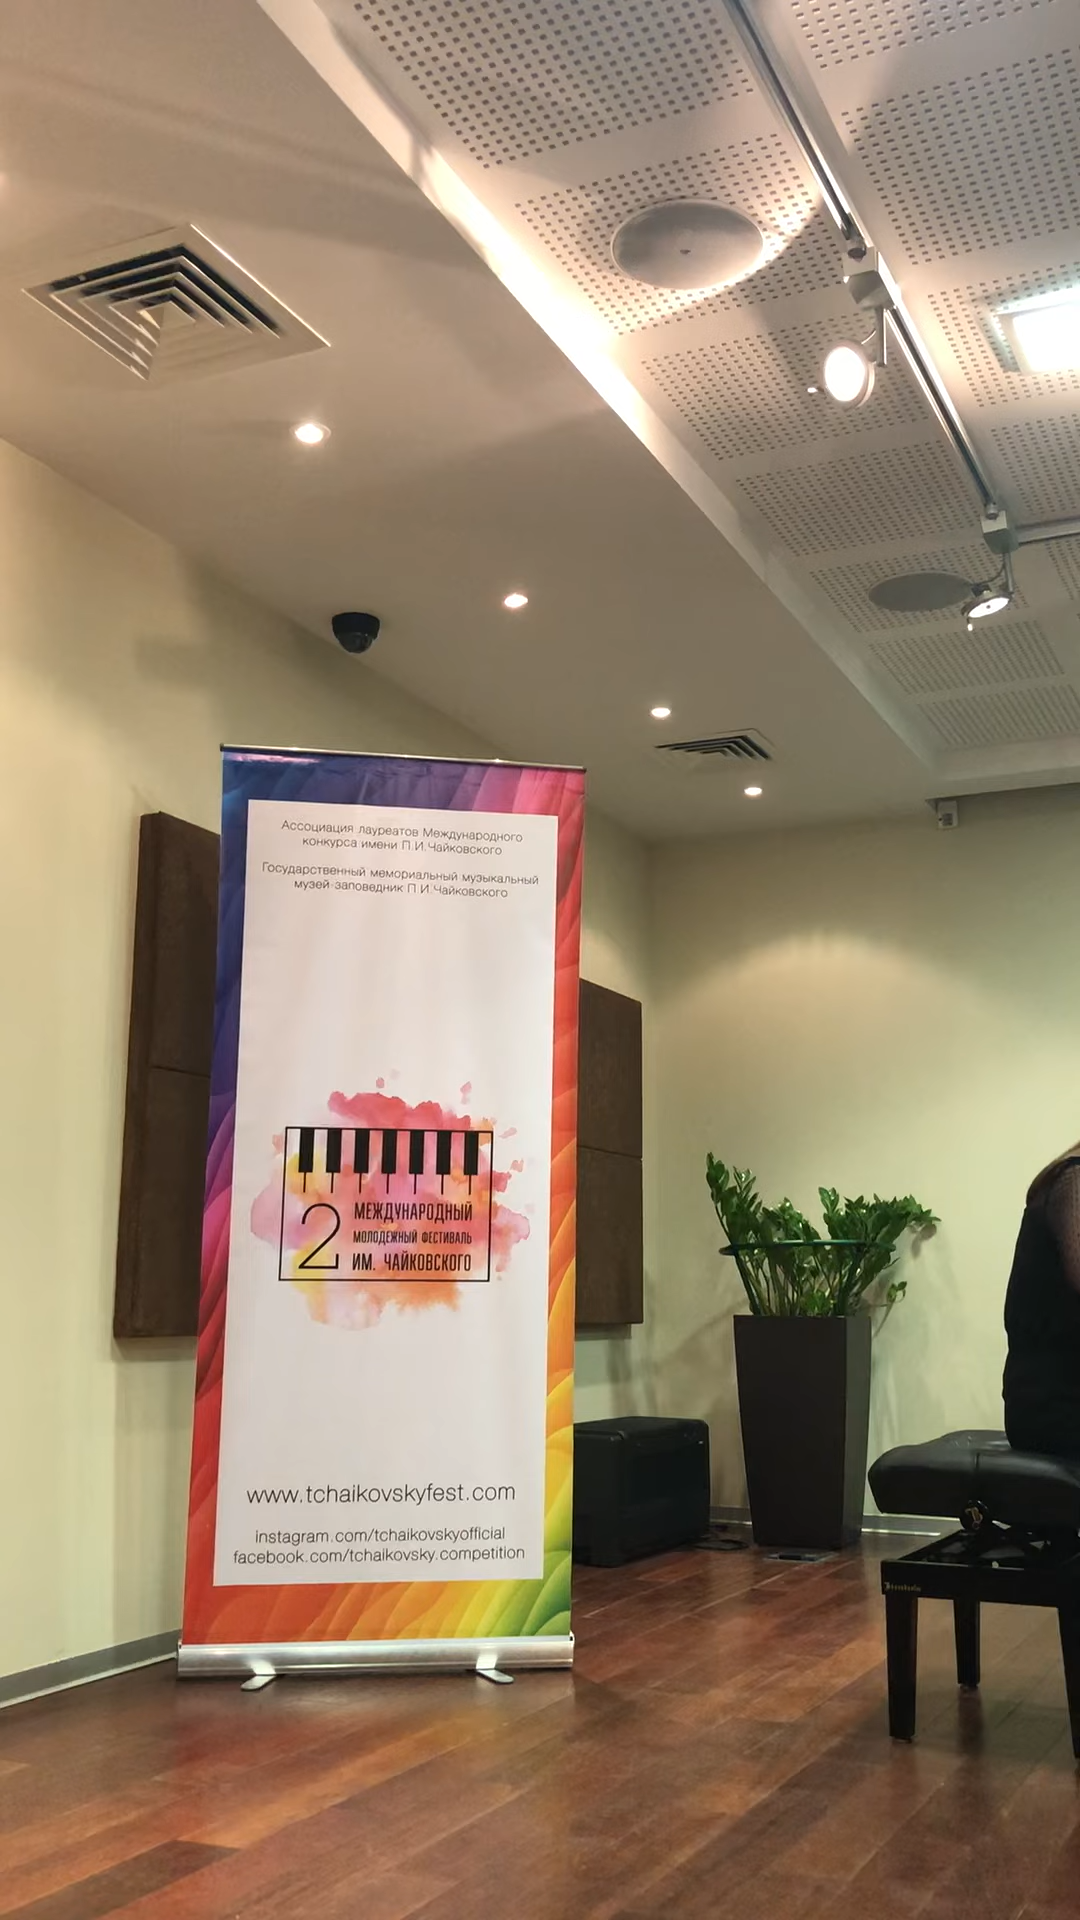 Ассоциация лауреатов Международного
конкурса имени П.И.Чайковского
Государственный мемориальный музыкальный
музей-заповедник П.И.Чайковского
2
МЕЖДУНАРОДНЫЙ
МОЛОДЕЖНЫЙ ФЕСТИВАЛЬ
ИМ. ЧАЙКОВСКОГО
www.tchaikovskyfest.com
instagram.com/tchaikovskyofficial
facebook.com/tchaikovsky.competition